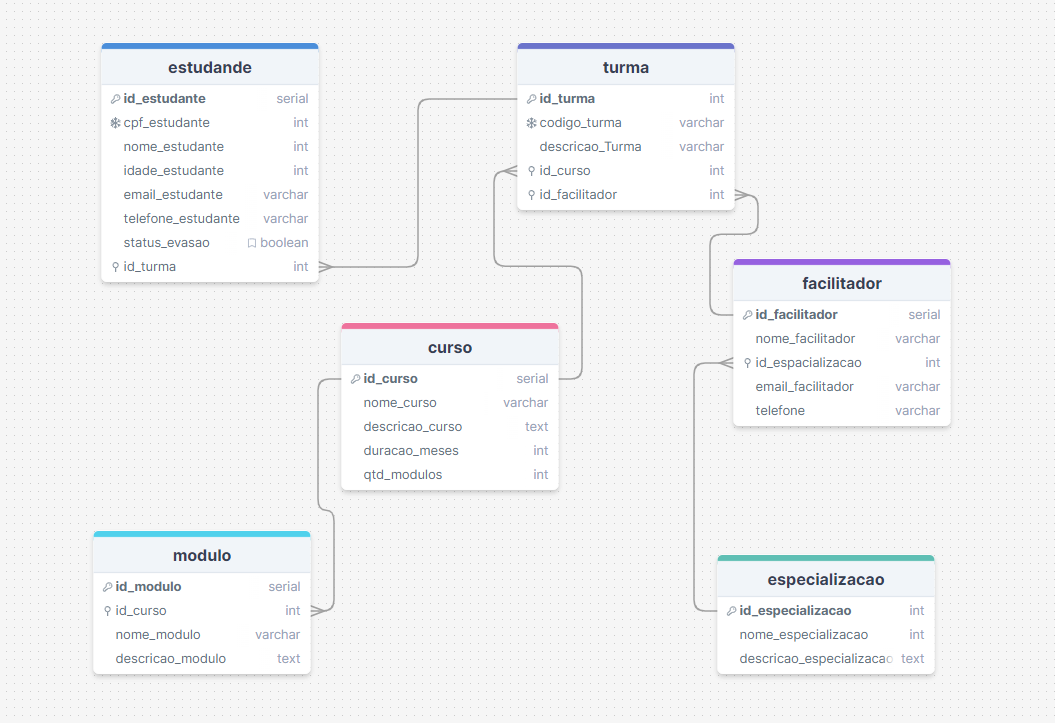 estudande
id_estudante serial
cpf_estudante int
nome_estudante int
idade_estudante int
email_estudante varchar
telefone_estudante varchar
status_evasao boolean
id_turma int
turma
id_turma int
codigo_turma varchar
descricao_Turma varchar
id_curso int
id_facilitador int
facilitador
id_facilitador serial
nome_facilitador varchar
id_espacializacao int
email_facilitador varchar
telefone varchar
curso
id_curso serial
nome_curso varchar
descricao_curso text
duracao_meses int
qtd_modulos int
modulo
id_modulo serial
id_curso int
nome_modulo varchar
descricao_modulo text
especializacao
id_especializacao int
nome_especializacao int
descricao_especializacao text